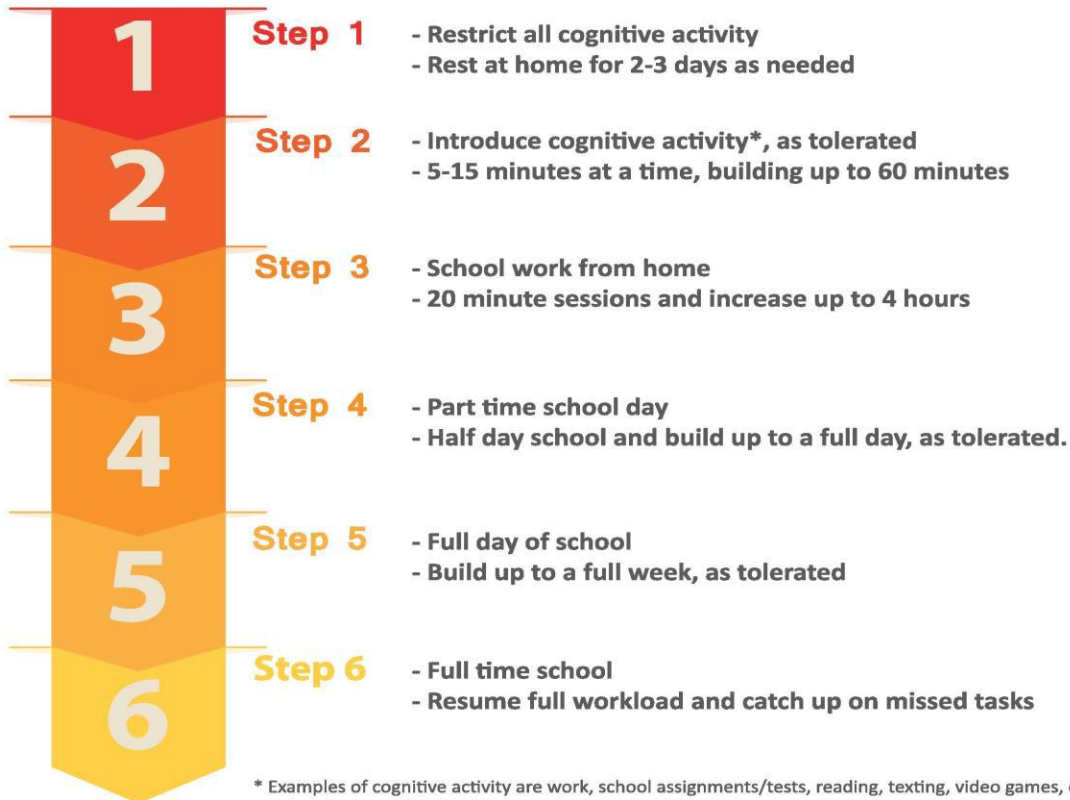 1
Step 1
- Restrict all cognitive activity
- Rest at home for 2-3 days as needed
2
Step 2
- Introduce cognitive activity*, as tolerated
- 5-15 minutes at a time, building up to 60 minutes
3
Step 3
- School work from home
- 20 minute sessions and increase up to 4 hours
4
Step 4
- Part time school day
- Half day school and build up to a full day, as tolerated.
5
Step 5
- Full day of school
- Build up to a full week, as tolerated
6
Step 6
- Full time school
- Resume full workload and catch up on missed tasks
* Examples of cognitive activity are work, school assignments/tests, reading, texting, video games,